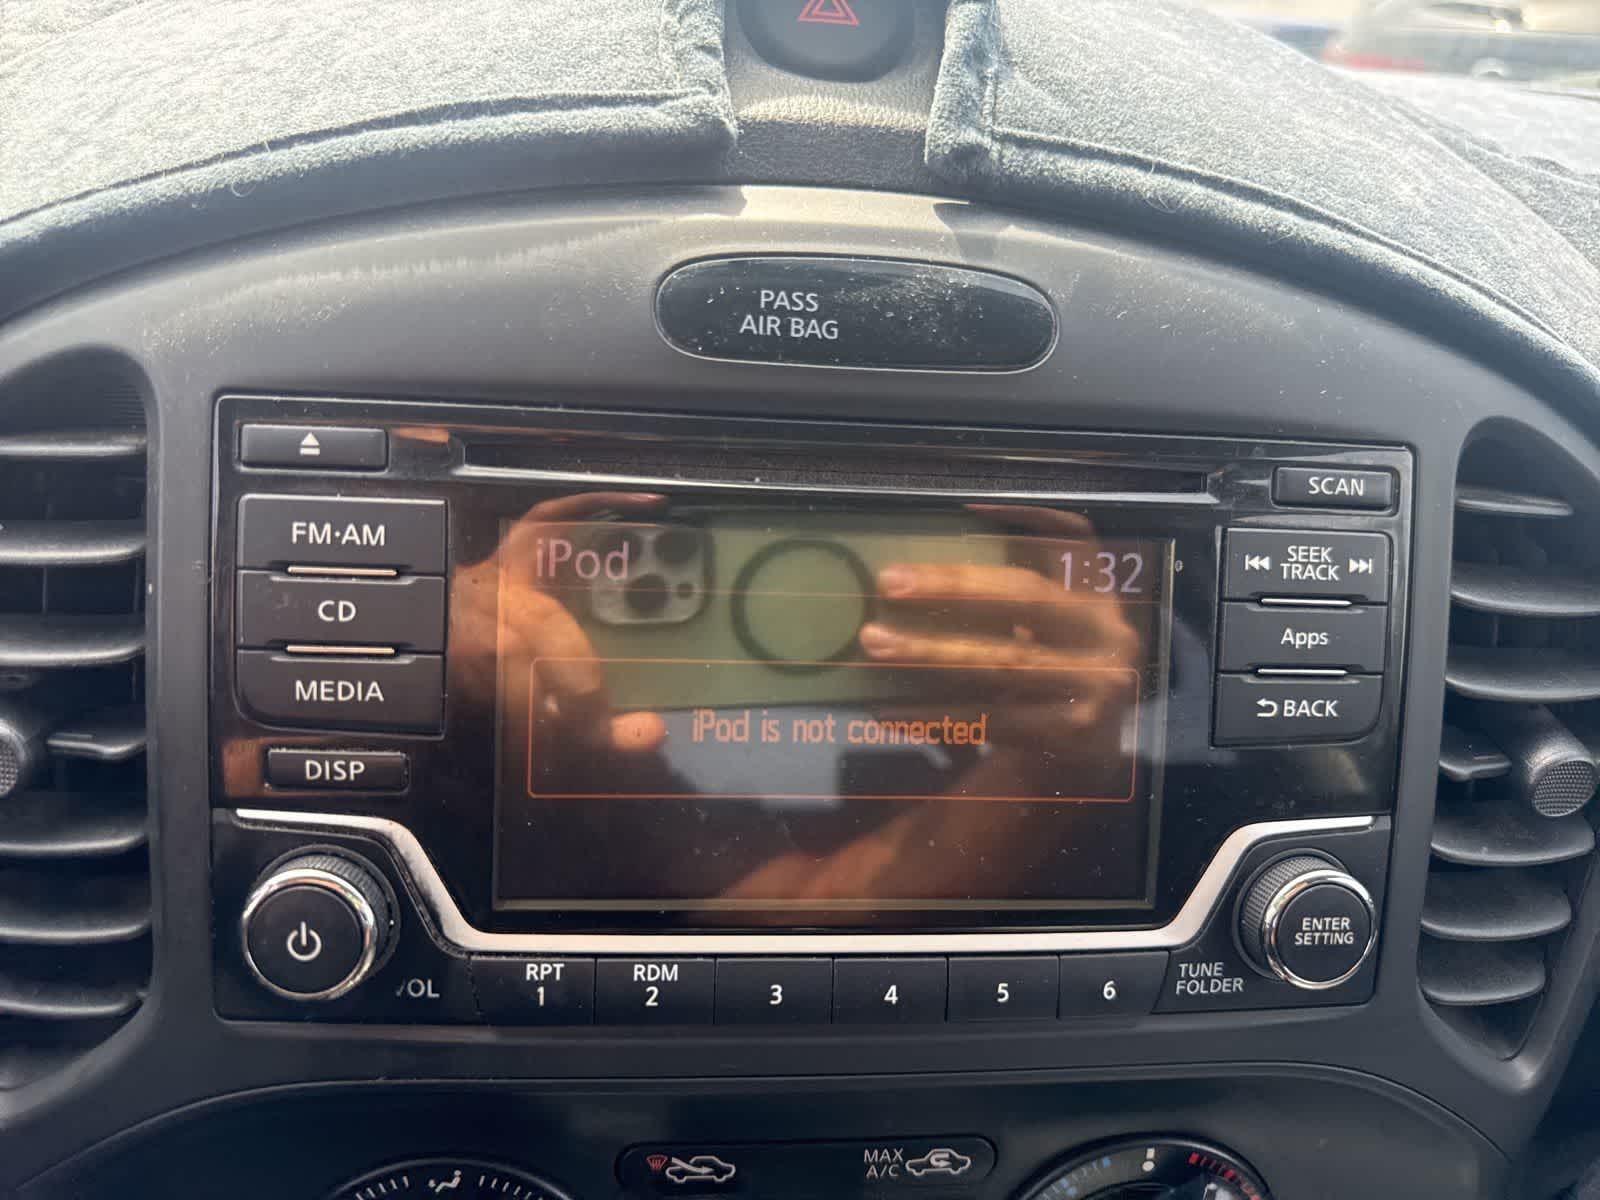 PASS
AIR BAG
SCAN
FM·AM
CD
MEDIA
DISP
iPod
1:32
iPod is not connected
SEEK
TRACK
Apps
BACK
VOL
RPT
1
RDM
2
3
4
5
6
TUNE
FOLDER
ENTER
SETTING
MAX
A/C